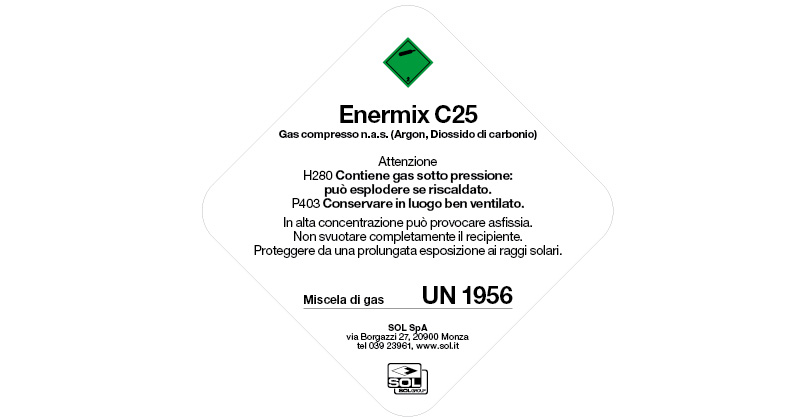 2
Enermix C25
Gas compresso n.a.s. (Argon, Diossido di carbonio)
Attenzione
H280 Contiene gas sotto pressione:
può esplodere se riscaldato.
P403 Conservare in luogo ben ventilato.
In alta concentrazione può provocare asfissia.
Non svuotare completamente il recipiente.
Proteggere da una prolungata esposizione ai raggi solari.
Miscela di gas UN 1956
SOL SpA
via Borgazzi 27, 20900 Monza
tel 039 23961, www.sol.it
SOL
SOLGROUP